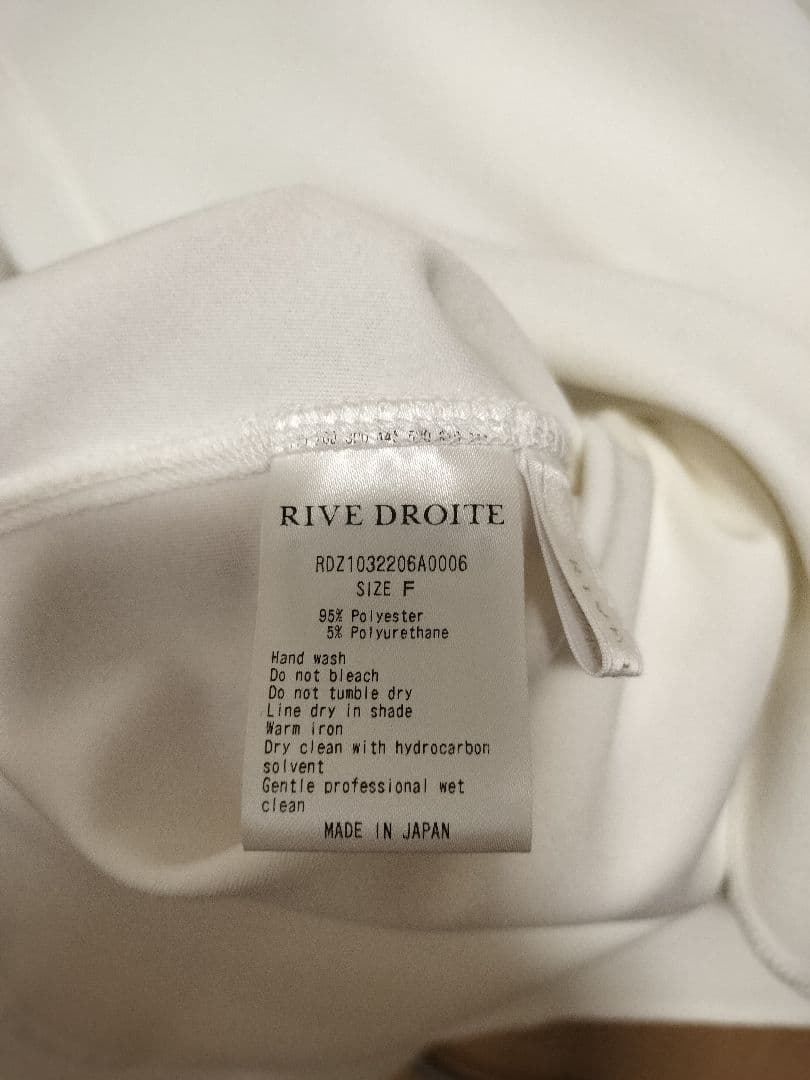 RIVE DROITE
RDZ1032206A0006
SIZE F
95% Polyester
5% Polyurethane
Hand wash
Do not bleach
Do not tumble dry
Line dry in shade
Warm iron
Dry clean with hydrocarbon
solvent
Gentle professional wet
clean
MADE IN JAPAN